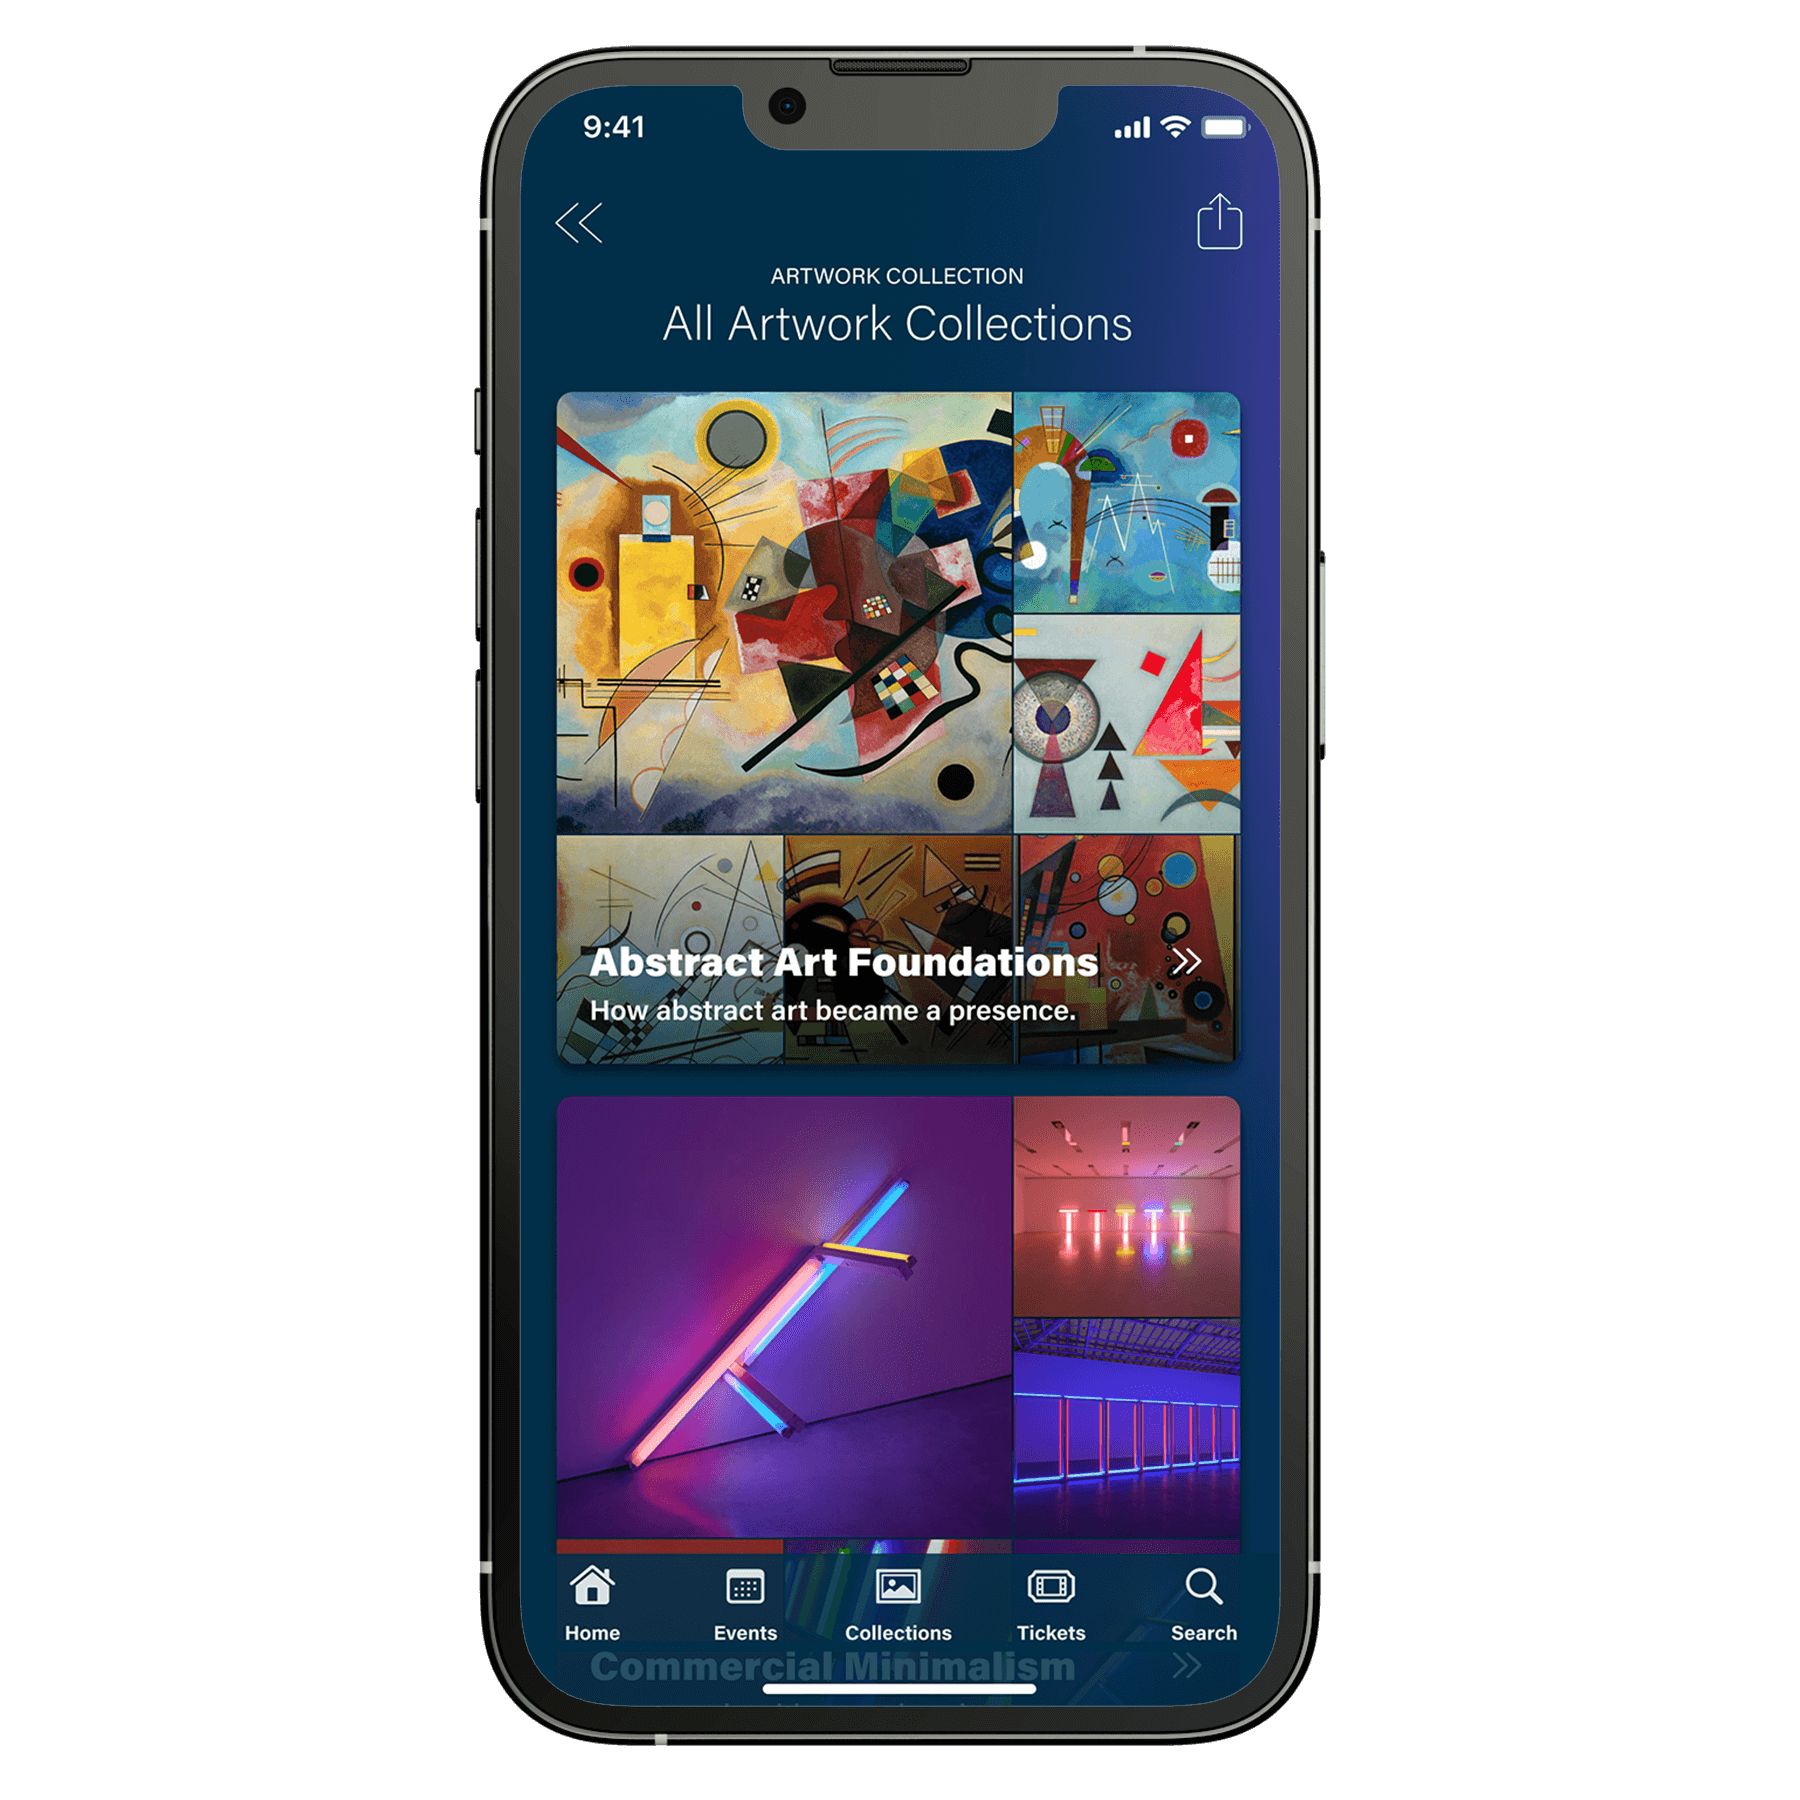 9:41
ARTWORK COLLECTION
All Artwork Collections
Abstract Art Foundations
How abstract art became a presence.
Home Events Collections Tickets Search
Commercial Minimalism